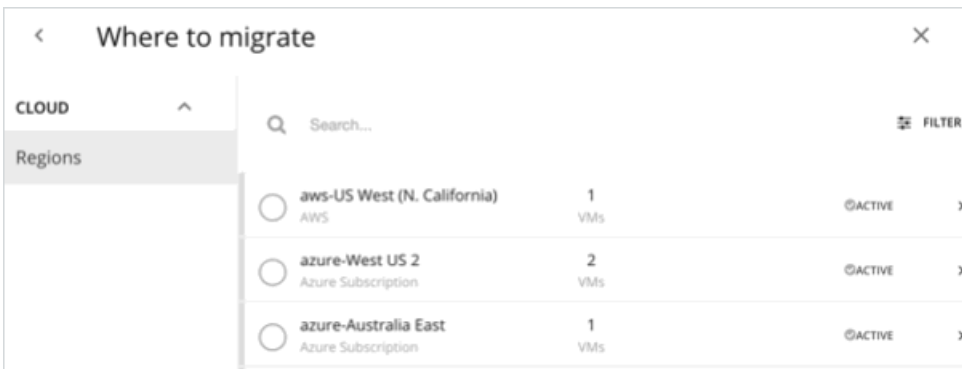 Where to migrate
CLOUD
Regions
Search...
FILTER
aws-US West (N. California)
AWS
1
VMs
ACTIVE
azure-West US 2
Azure Subscription
2
VMs
ACTIVE
azure-Australia East
Azure Subscription
1
VMs
ACTIVE